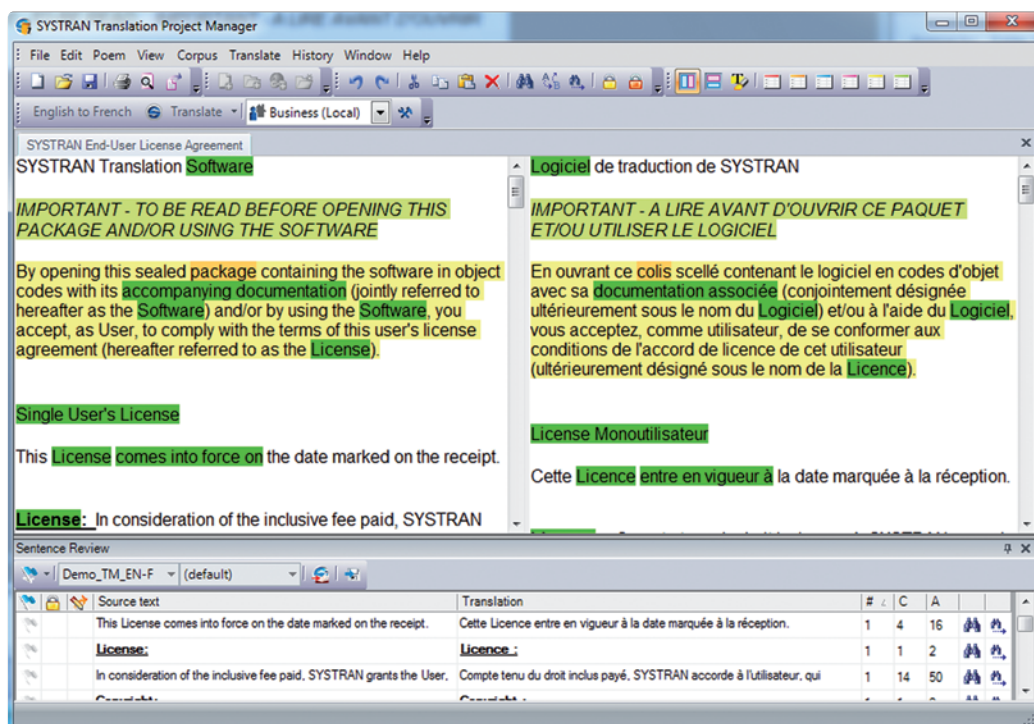 SYSTRAN Translation Project Manager
File Edit Poem View Corpus Translate History Window Help
English to French Translate Business (Local)
SYSTRAN End-User License Agreement
SYSTRAN Translation Software
IMPORTANT - TO BE READ BEFORE OPENING THIS
PACKAGE AND/OR USING THE SOFTWARE
By opening this sealed package containing the software in object
codes with its accompanying documentation (jointly referred to
hereafter as the Software) and/or by using the Software, you
accept, as User, to comply with the terms of this user's license
agreement (hereafter referred to as the License).
Single User's License
This License comes into force on the date marked on the receipt.
License: In consideration of the inclusive fee paid, SYSTRAN
Logiciel de traduction de SYSTRAN
IMPORTANT - A LIRE AVANT D'OUVRIR CE PAQUET
ET/OU UTILISER LE LOGICIEL
En ouvrant ce colis scellé contenant le logiciel en codes d'objet
avec sa documentation associée (conjointement désignée
ultérieurement sous le nom du Logiciel) et/ou à l'aide du Logiciel,
vous acceptez, comme utilisateur, de se conformer aux
conditions de l'accord de licence de cet utilisateur
(ultérieurement désigné sous le nom de la Licence).
License Monoutilisateur
Cette Licence entre en vigueur à la date marquée à la réception.
Sentence Review
Demo_TM_EN-F (default)
Source text Translation # C A
This License comes into force on the date marked on the receipt. Cette Licence entre en vigueur à la date marquée à la réception. 1 4 16
License: Licence : 1 1 2
In consideration of the inclusive fee paid, SYSTRAN grants the User, Compte tenu du droit inclus payé, SYSTRAN accorde à l'utilisateur, qui 1 14 50